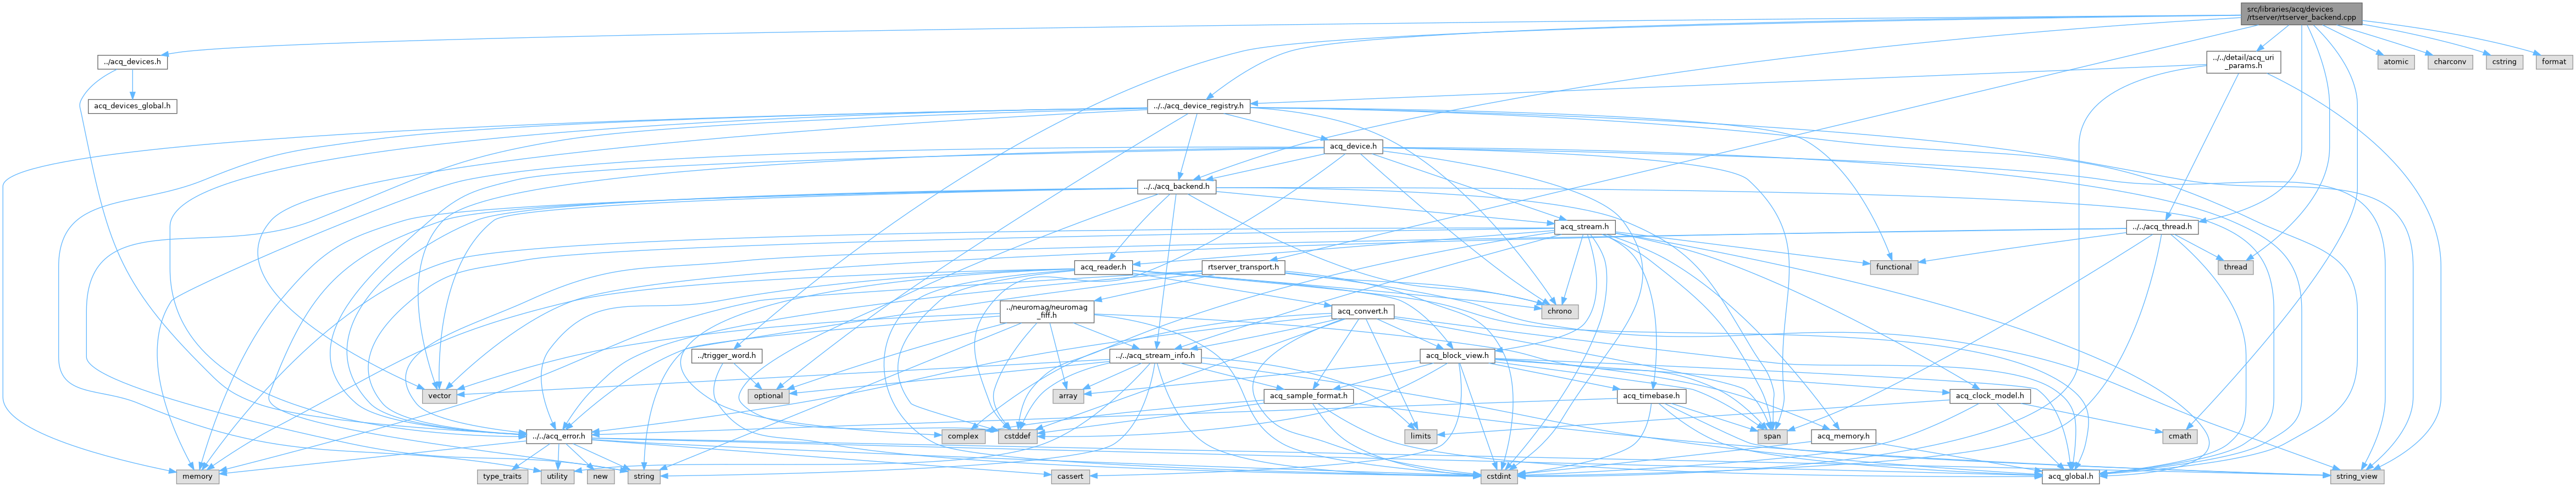 src/libraries/acq/devices
/rtserver/rtserver_backend.cpp
../acq_devices.h
../../detail/acq_uri
_params.h
atomic
charconv
cstring
format
acq_devices_global.h
../../acq_device_registry.h
acq_device.h
../../acq_backend.h
acq_stream.h
../../acq_thread.h
acq_reader.h
rtserver_transport.h
functional
thread
../neuromag/neuromag
_fiff.h
acq_convert.h
chrono
../trigger_word.h
../../acq_stream_info.h
acq_block_view.h
vector
optional
array
acq_sample_format.h
acq_timebase.h
acq_clock_model.h
../../acq_error.h
complex
cstddef
limits
span
acq_memory.h
cmath
memory
type_traits
utility
new
string
cassert
cstdint
acq_global.h
string_view